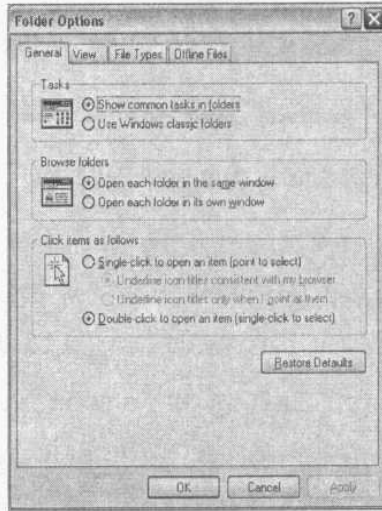 Folder Options
General View File Types Offline Files
Tasks
Show common tasks in folders
Use Windows classic folders
Browse folders
Open each folder in the same window
Open each folder in its own window
Click items as follows
Single-click to open an item (point to select)
Underline icon titles consistent with my browser
Underline icon titles only when I point at them
Double-click to open an item (single-click to select)
Restore Defaults
OK Cancel Apply